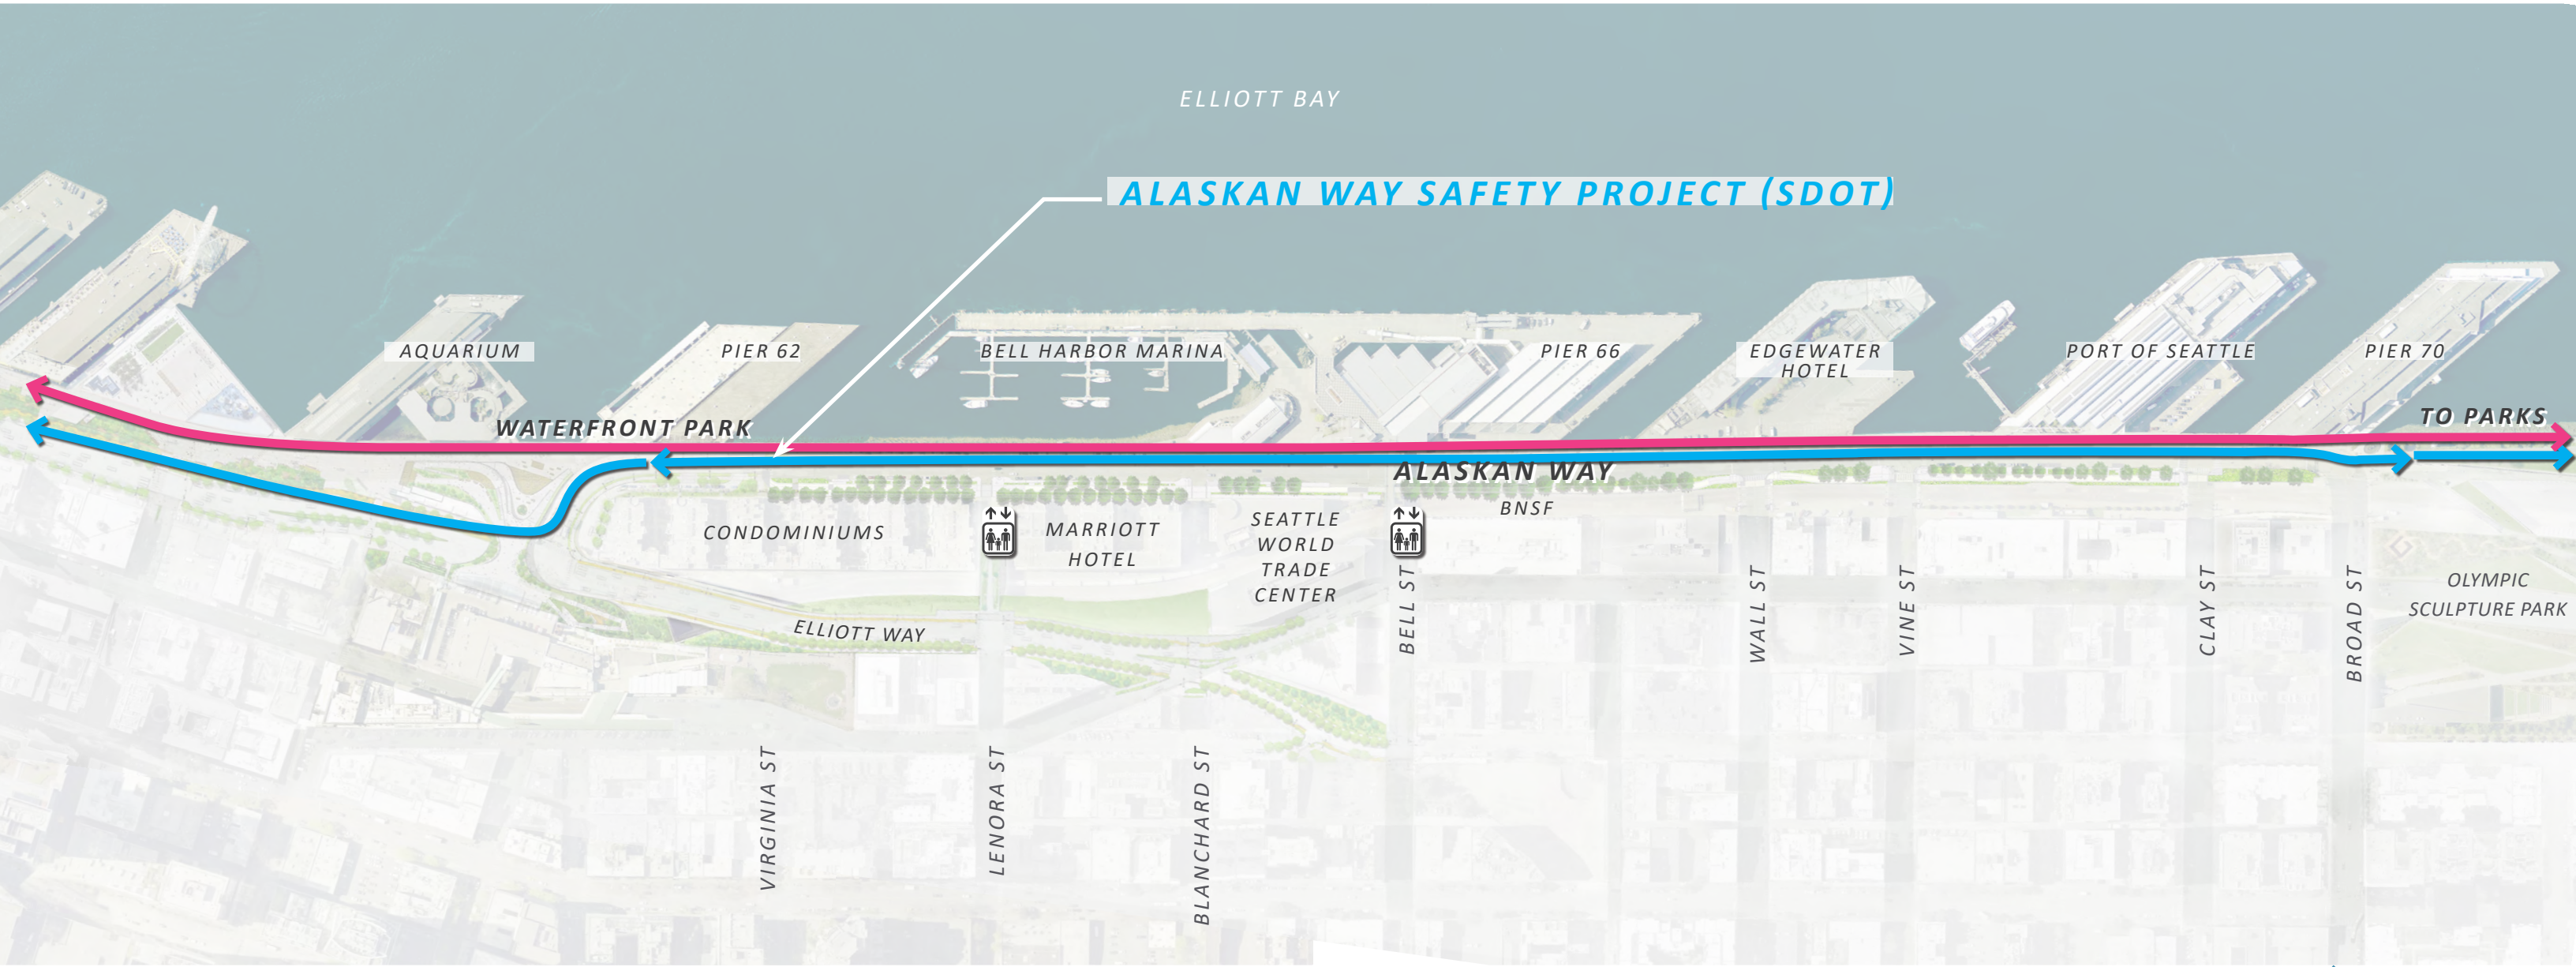 ELLIOTT BAY
ALASKAN WAY SAFETY PROJECT (SDOT)
AQUARIUM
PIER 62
BELL HARBOR MARINA
PIER 66
EDGEWATER
HOTEL
PORT OF SEATTLE
PIER 70
WATERFRONT PARK
TO PARKS
ALASKAN WAY
BNSF
CONDOMINIUMS
MARRIOTT
HOTEL
SEATTLE
WORLD
TRADE
CENTER
OLYMPIC
SCULPTURE PARK
ELLIOTT WAY
BELL ST
WALL ST
VINE ST
CLAY ST
BROAD ST
VIRGINIA ST
LENORA ST
BLANCHARD ST